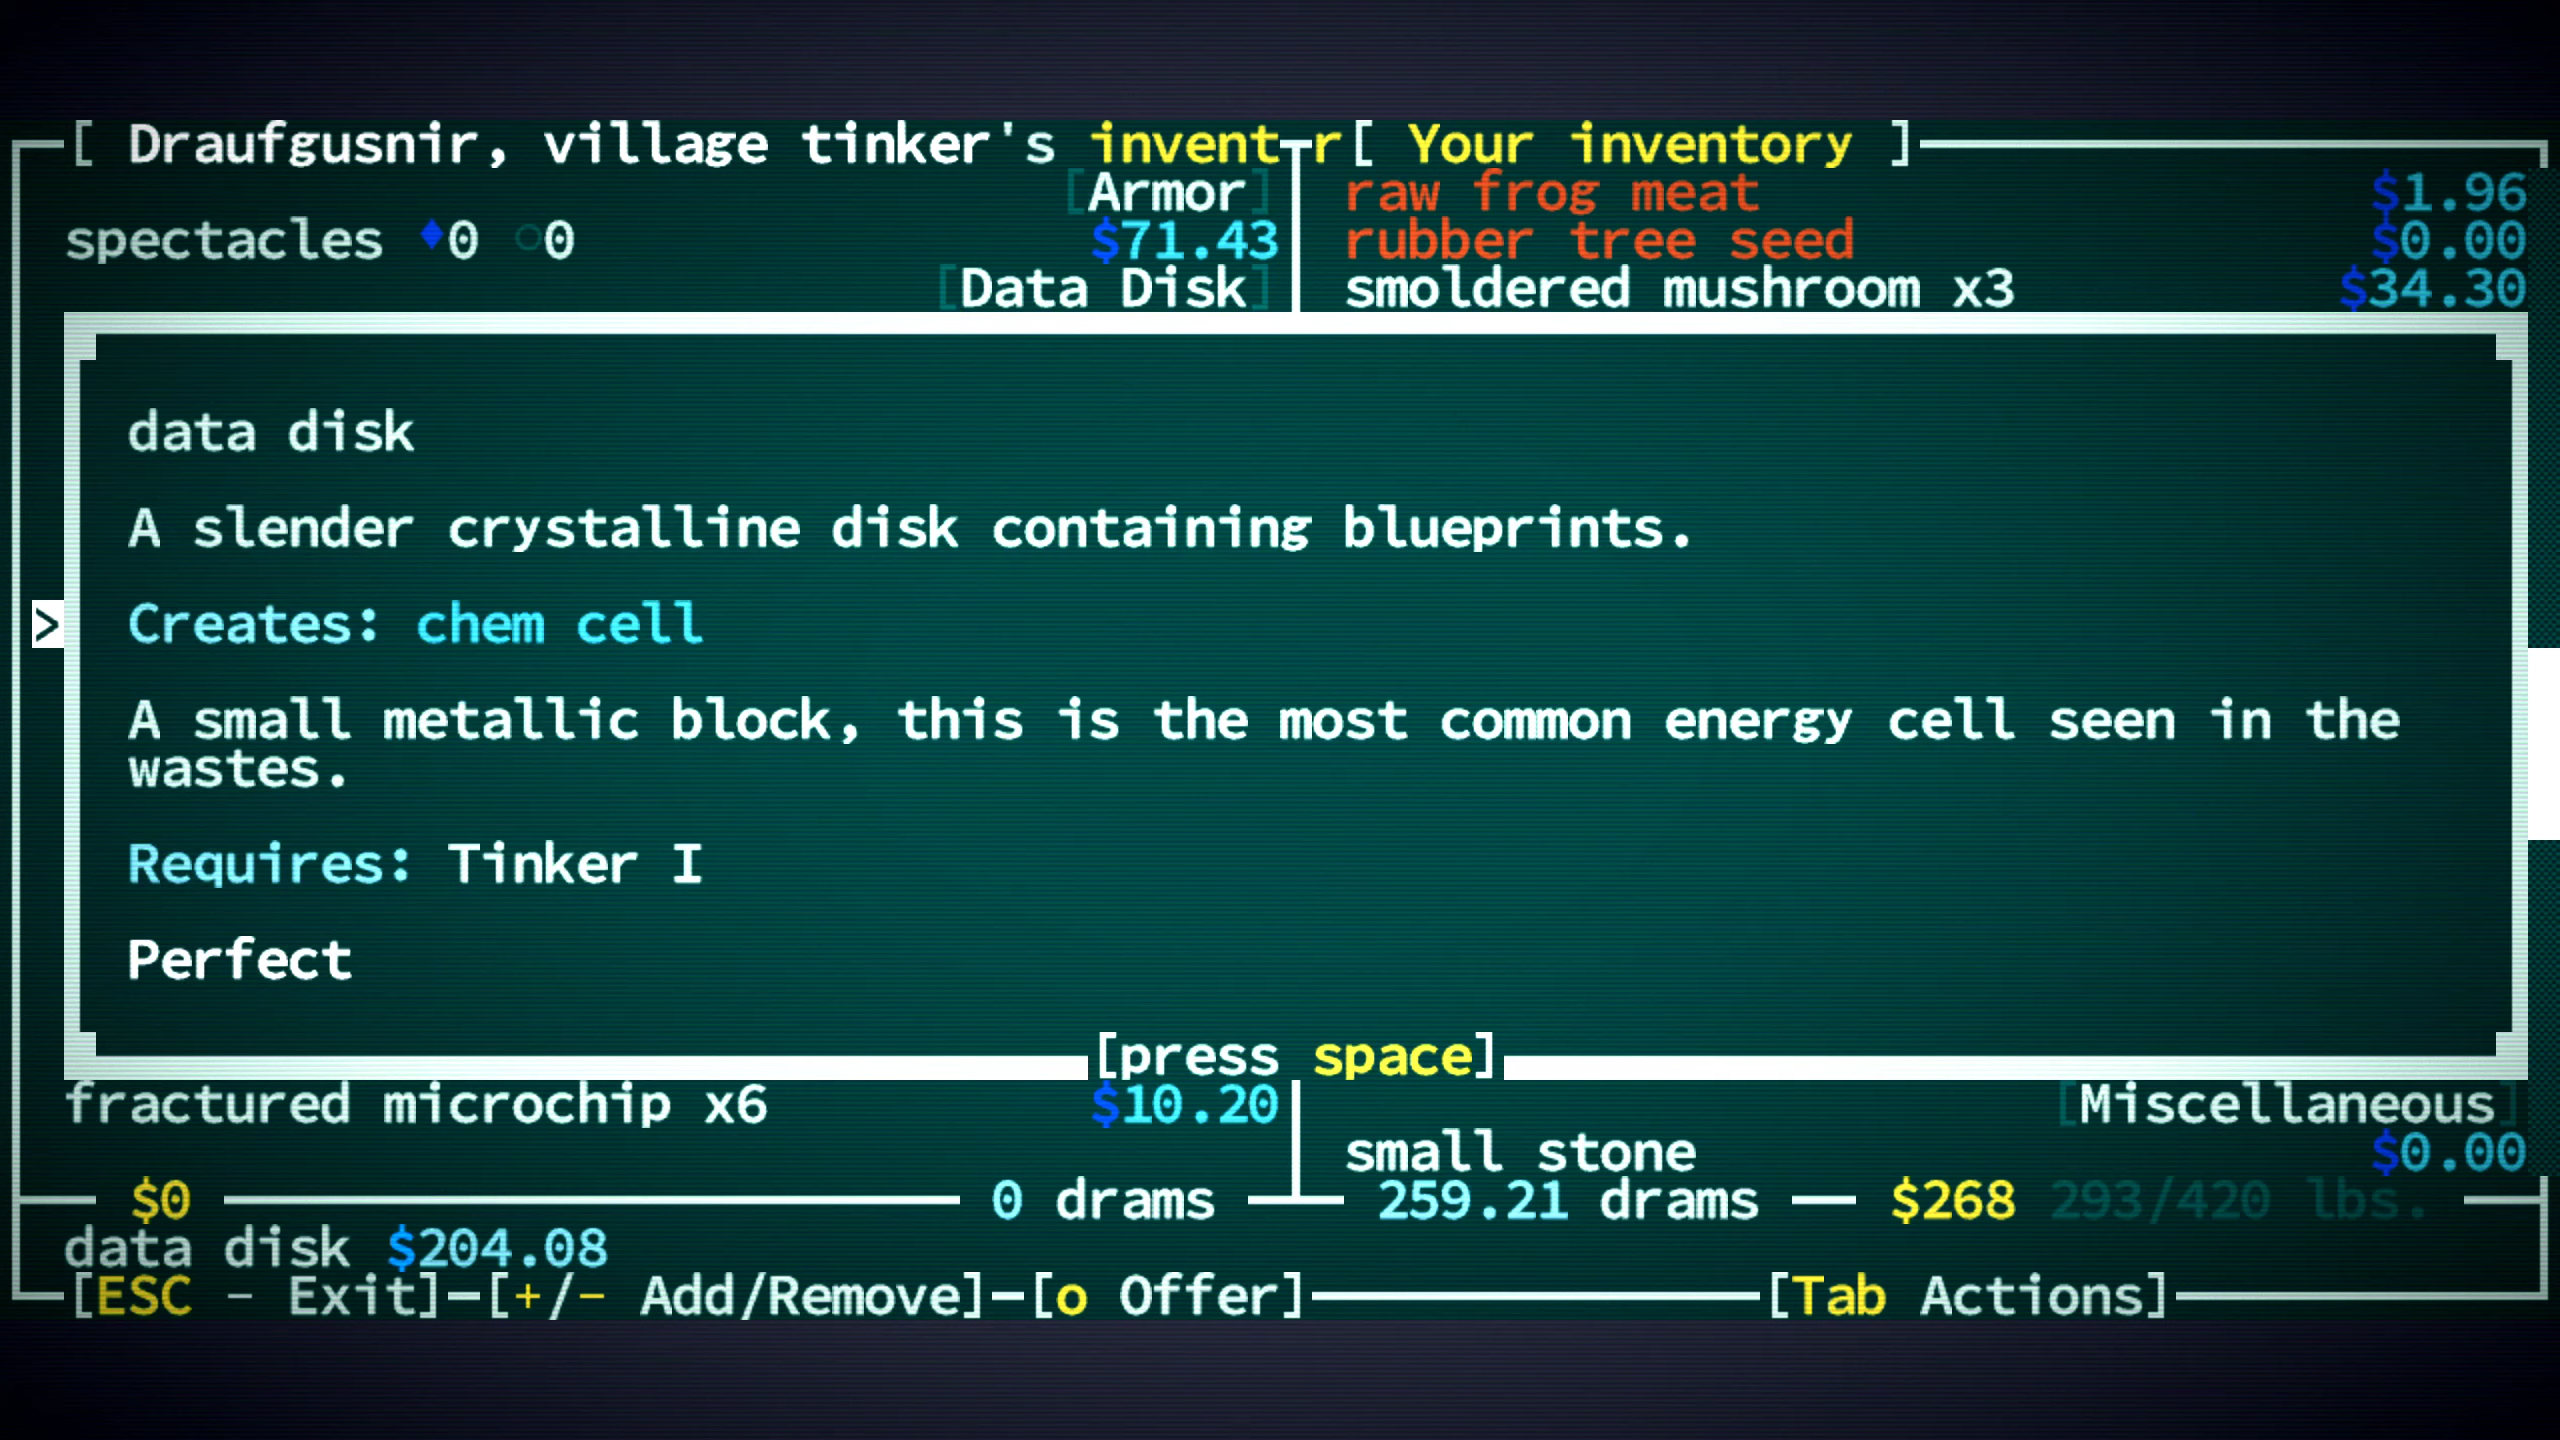 [ Draufgusnir, village tinker's invent r[ Your inventory ]
[Armor] raw frog meat $1.96
spectacles ♦0 ○0 $71.43 rubber tree seed $0.00
[Data Disk] smoldered mushroom x3 $34.30
data disk
A slender crystalline disk containing blueprints.
> Creates: chem cell
A small metallic block, this is the most common energy cell seen in the
wastes.
Requires: Tinker I
Perfect
[press space]
fractured microchip x6 $10.20 [Miscellaneous]
small stone $0.00
$0 0 drams 259.21 drams $268 293/420 lbs.
data disk $204.08
[ESC - Exit] [+/- Add/Remove] [o Offer] [Tab Actions]